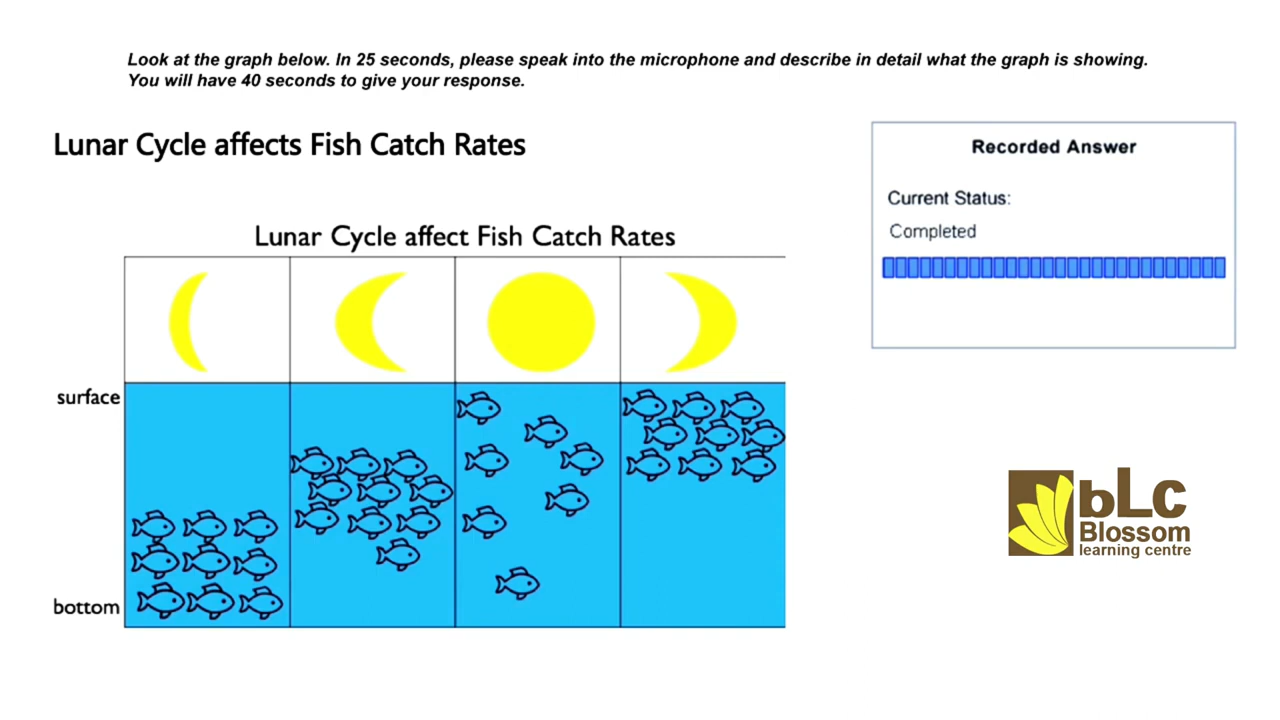 Look at the graph below. In 25 seconds, please speak into the microphone and describe in detail what the graph is showing.
You will have 40 seconds to give your response.
Lunar Cycle affects Fish Catch Rates
Recorded Answer
Current Status:
Completed
Lunar Cycle affect Fish Catch Rates
surface
bottom
bLC
Blossom
learning centre